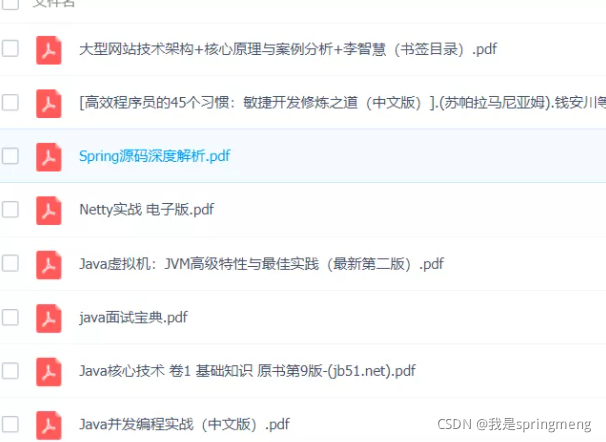 文件名
大型网站技术架构+核心原理与案例分析+李智慧（书签目录）.pdf
[高效程序员的45个习惯：敏捷开发修炼之道（中文版）].(苏帕拉马尼亚姆).钱安川等
Spring源码深度解析.pdf
Netty实战 电子版.pdf
Java虚拟机：JVM高级特性与最佳实践（最新第二版）.pdf
java面试宝典.pdf
Java核心技术 卷1 基础知识 原书第9版-(jb51.net).pdf
Java并发编程实战（中文版）.pdf
CSDN @我是springmeng